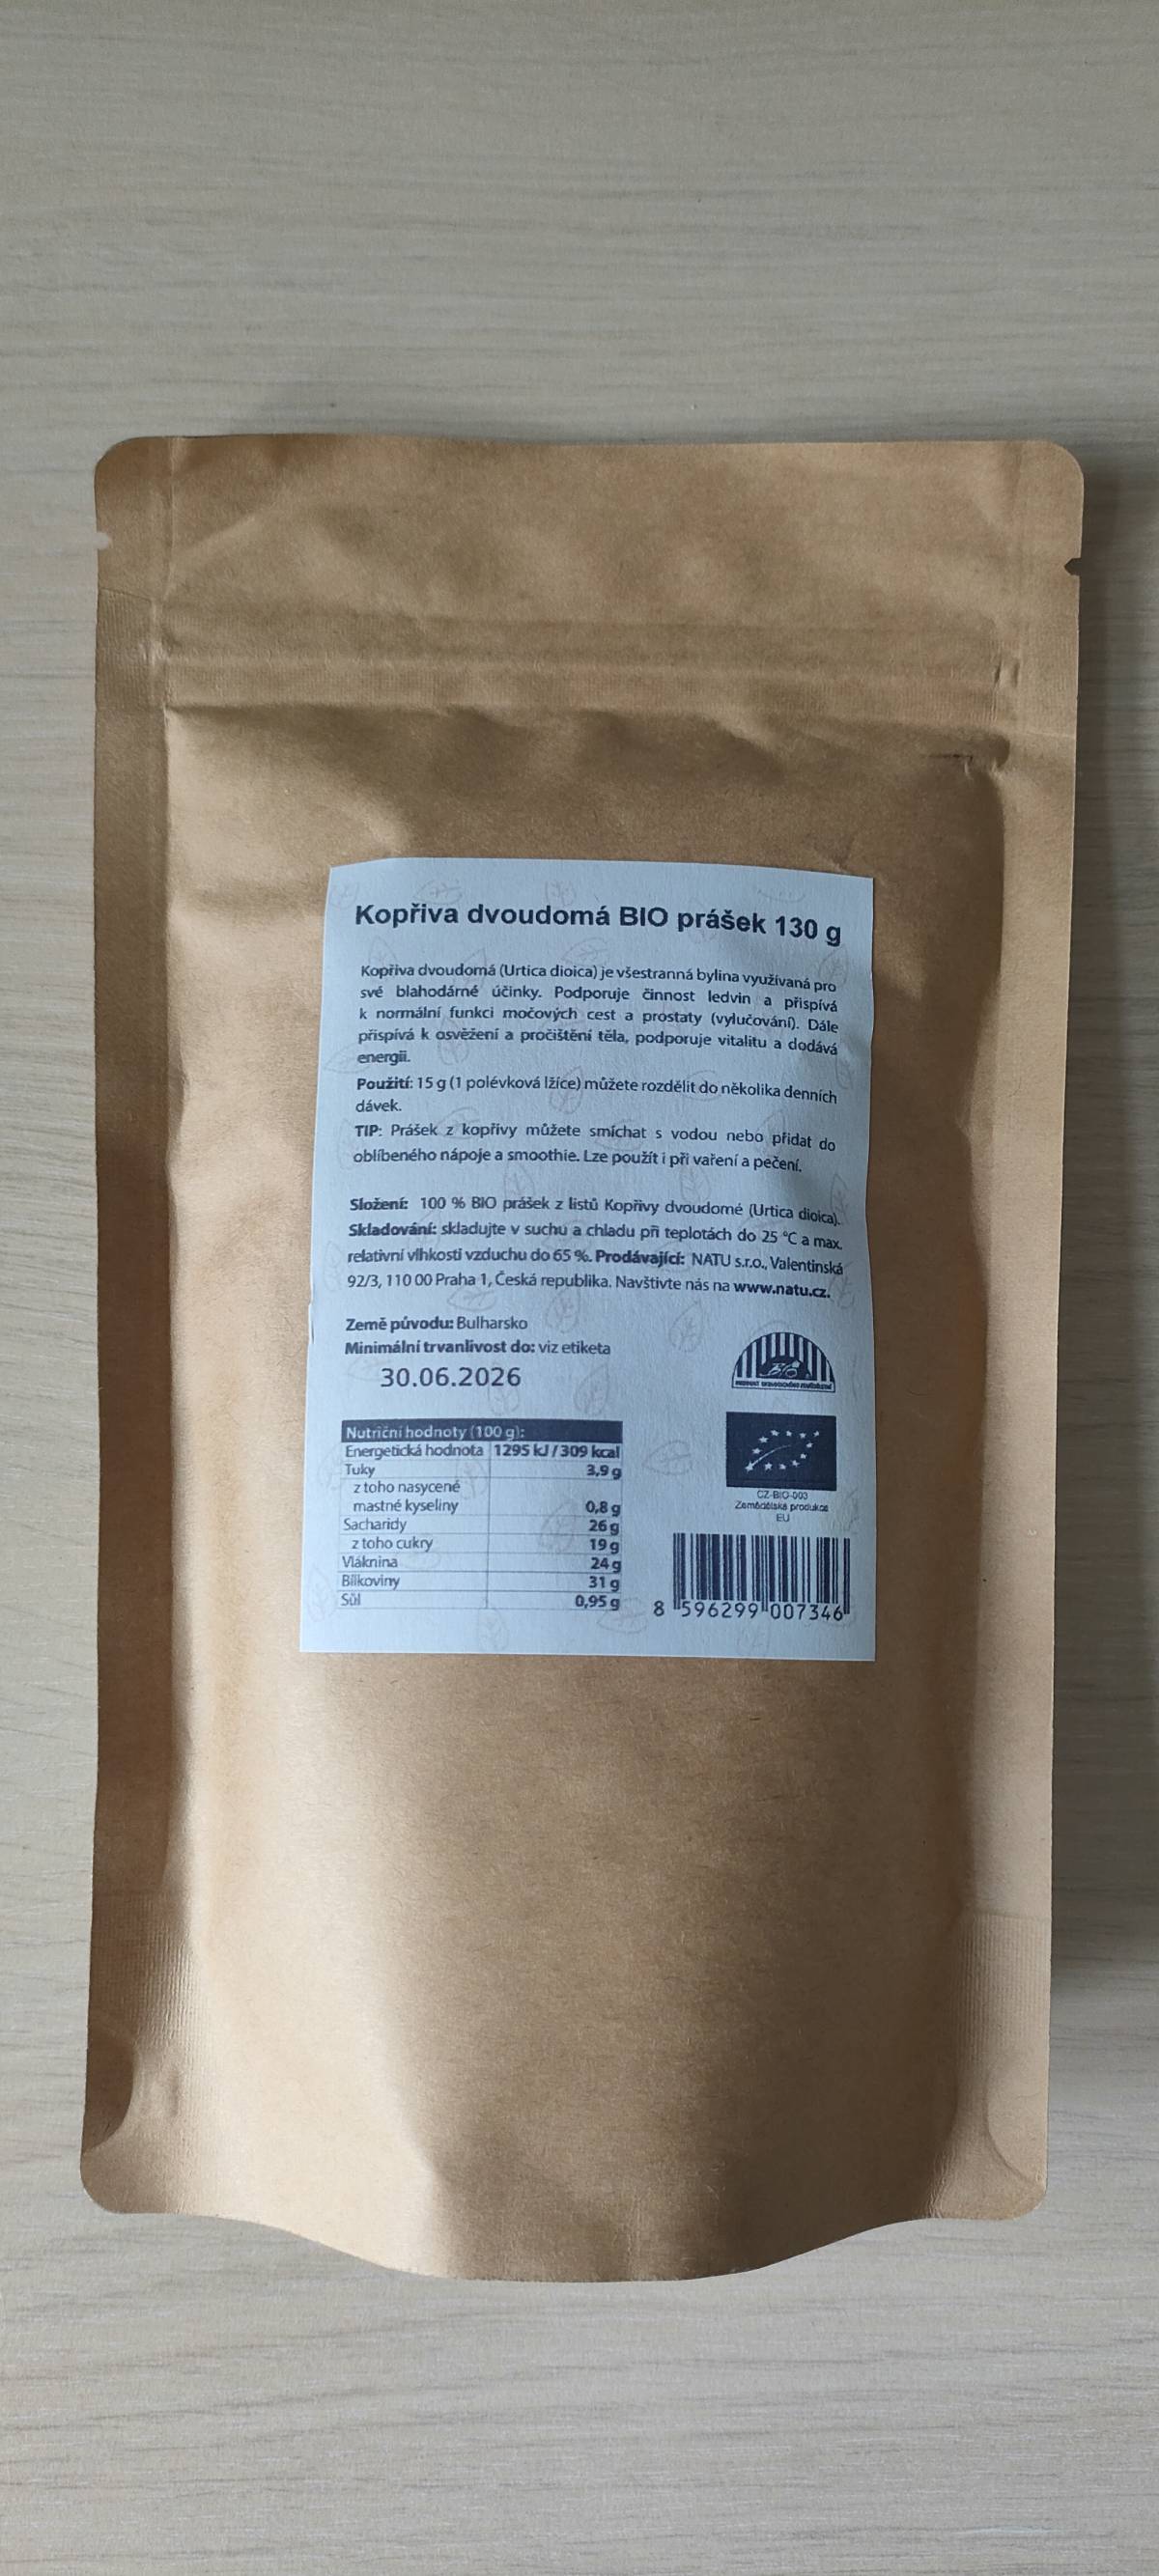 Kopřiva dvoudomá BIO prášek 130 g
Kopřiva dvoudomá (Urtica dioica) je všestranná bylina využívaná pro
své blahodárné účinky. Podporuje činnost ledvin a přispívá
k normální funkci močových cest a prostaty (vylučování). Dále
přispívá k osvěžení a pročištění těla, podporuje vitalitu a dodává
energii.
Použití: 15 g (1 polévková lžíce) můžete rozdělit do několika denních
dávek.
TIP: Prášek z kopřivy můžete smíchat s vodou nebo přidat do
oblíbeného nápoje a smoothie. Lze použít i při vaření a pečení.
Složení: 100 % BIO prášek z listů Kopřivy dvoudomé (Urtica dioica).
Skladování: skladujte v suchu a chladu při teplotách do 25 °C a max.
relativní vlhkosti vzduchu do 65 %. Prodávající: NATU s.r.o., Valentinská
92/3, 110 00 Praha 1, Česká republika. Navštivte nás na www.natu.cz.
Země původu: Bulharsko
Minimální trvanlivost do: viz etiketa
30.06.2026
BIO
Nutriční hodnoty (100 g):
Energetická hodnota 1295 kJ / 309 kcal
Tuky 3,9 g
z toho nasycené
mastné kyseliny 0,8 g
Sacharidy 26 g
z toho cukry 19 g
Vláknina 24 g
Bílkoviny 31 g
Sůl 0,95 g
CZ-BIO-003
Zemědělská produkce
EU
8 596299 007346